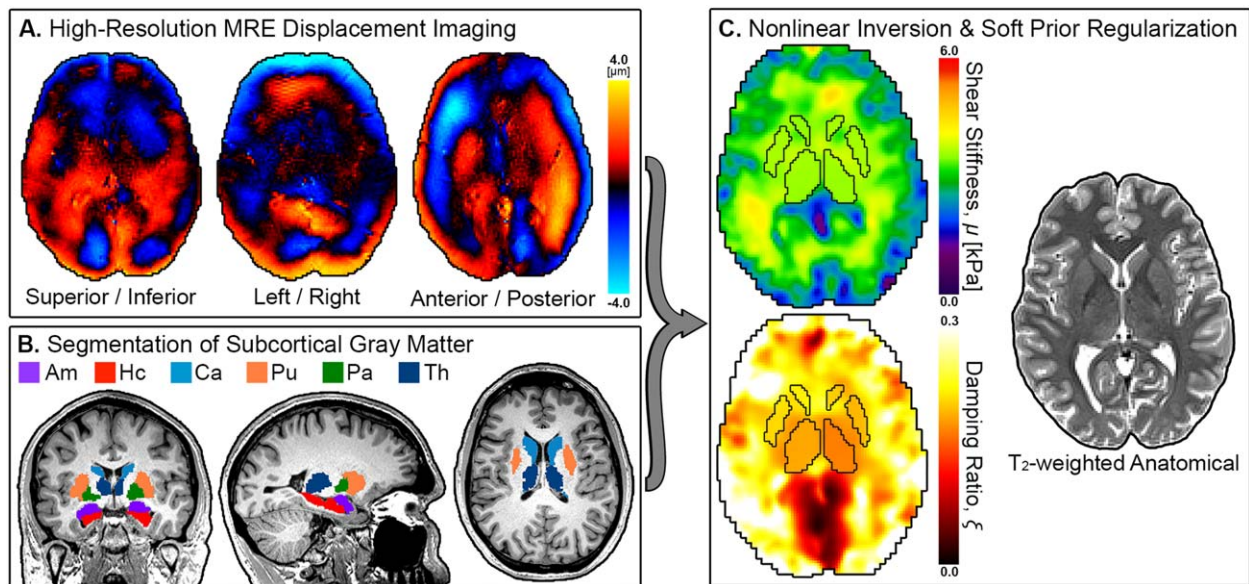 A. High-Resolution MRE Displacement Imaging
4.0
[µm]
-4.0
Superior / Inferior
Left / Right
Anterior / Posterior
B. Segmentation of Subcortical Gray Matter
Am
Hc
Ca
Pu
Pa
Th
C. Nonlinear Inversion & Soft Prior Regularization
6.0
Shear Stiffness, µ [kPa]
0.0
0.3
Damping Ratio, ξ
0.0
T2-weighted Anatomical